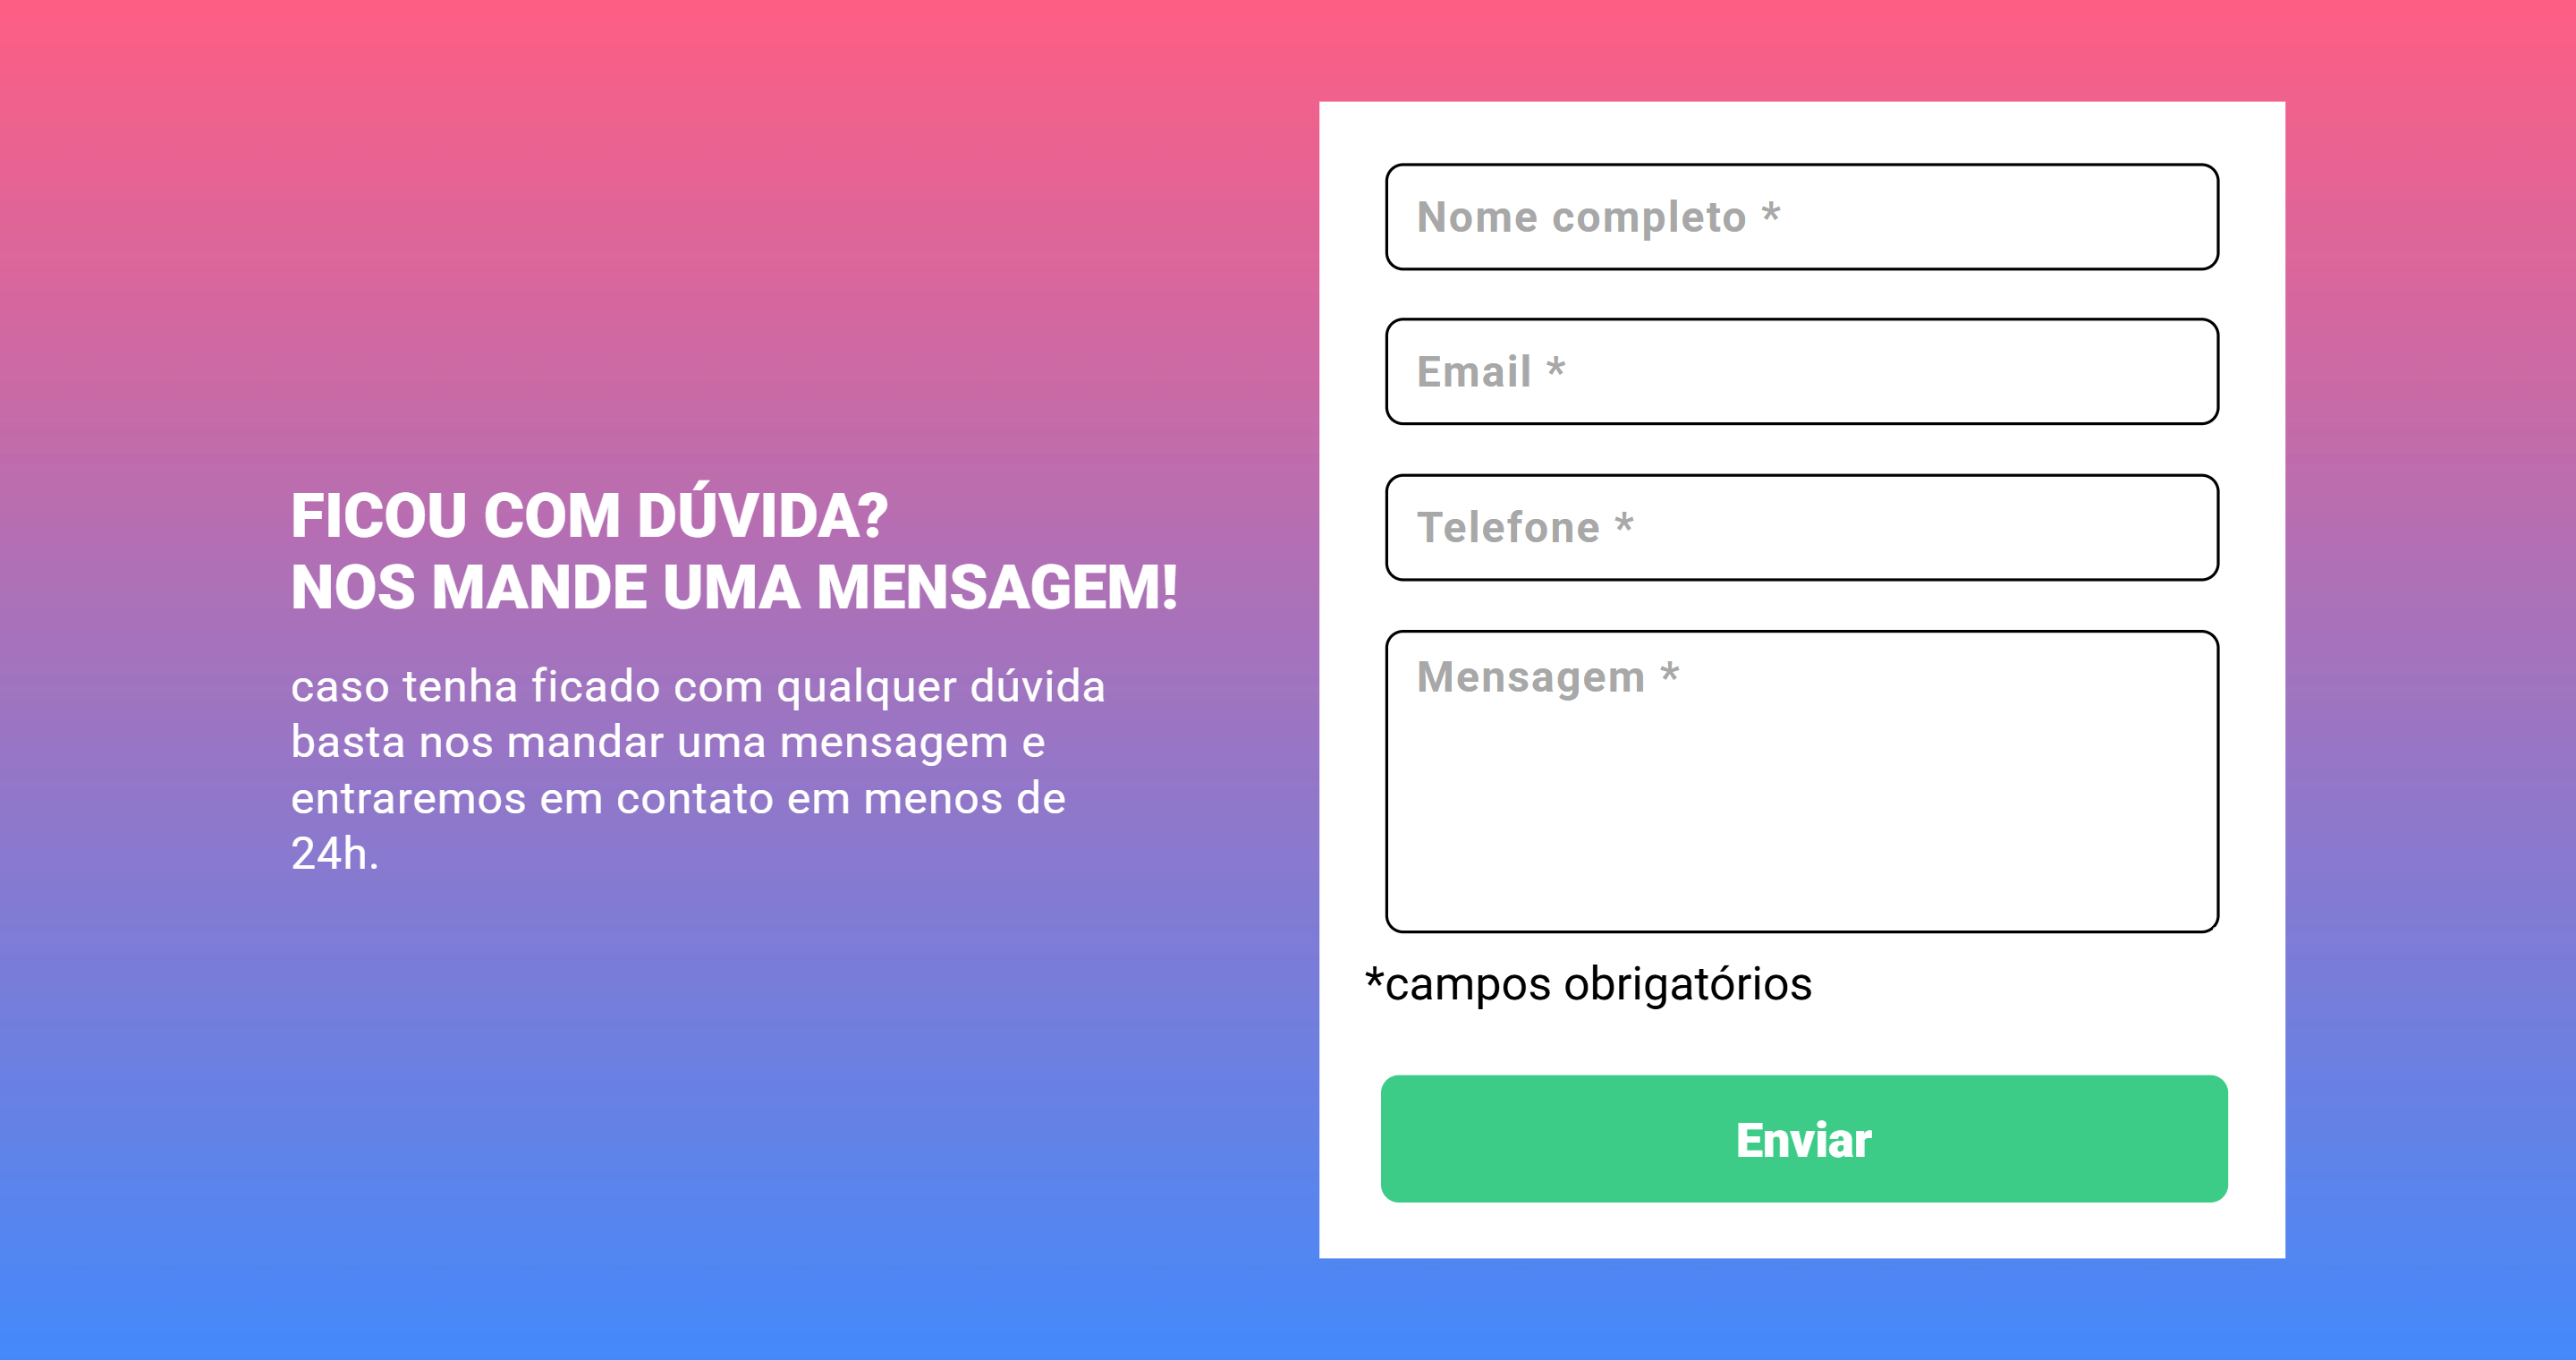 FICOU COM DÚVIDA?
NOS MANDE UMA MENSAGEM!
caso tenha ficado com qualquer dúvida
basta nos mandar uma mensagem e
entraremos em contato em menos de
24h.
Nome completo *
Email *
Telefone *
Mensagem *
*campos obrigatórios
Enviar